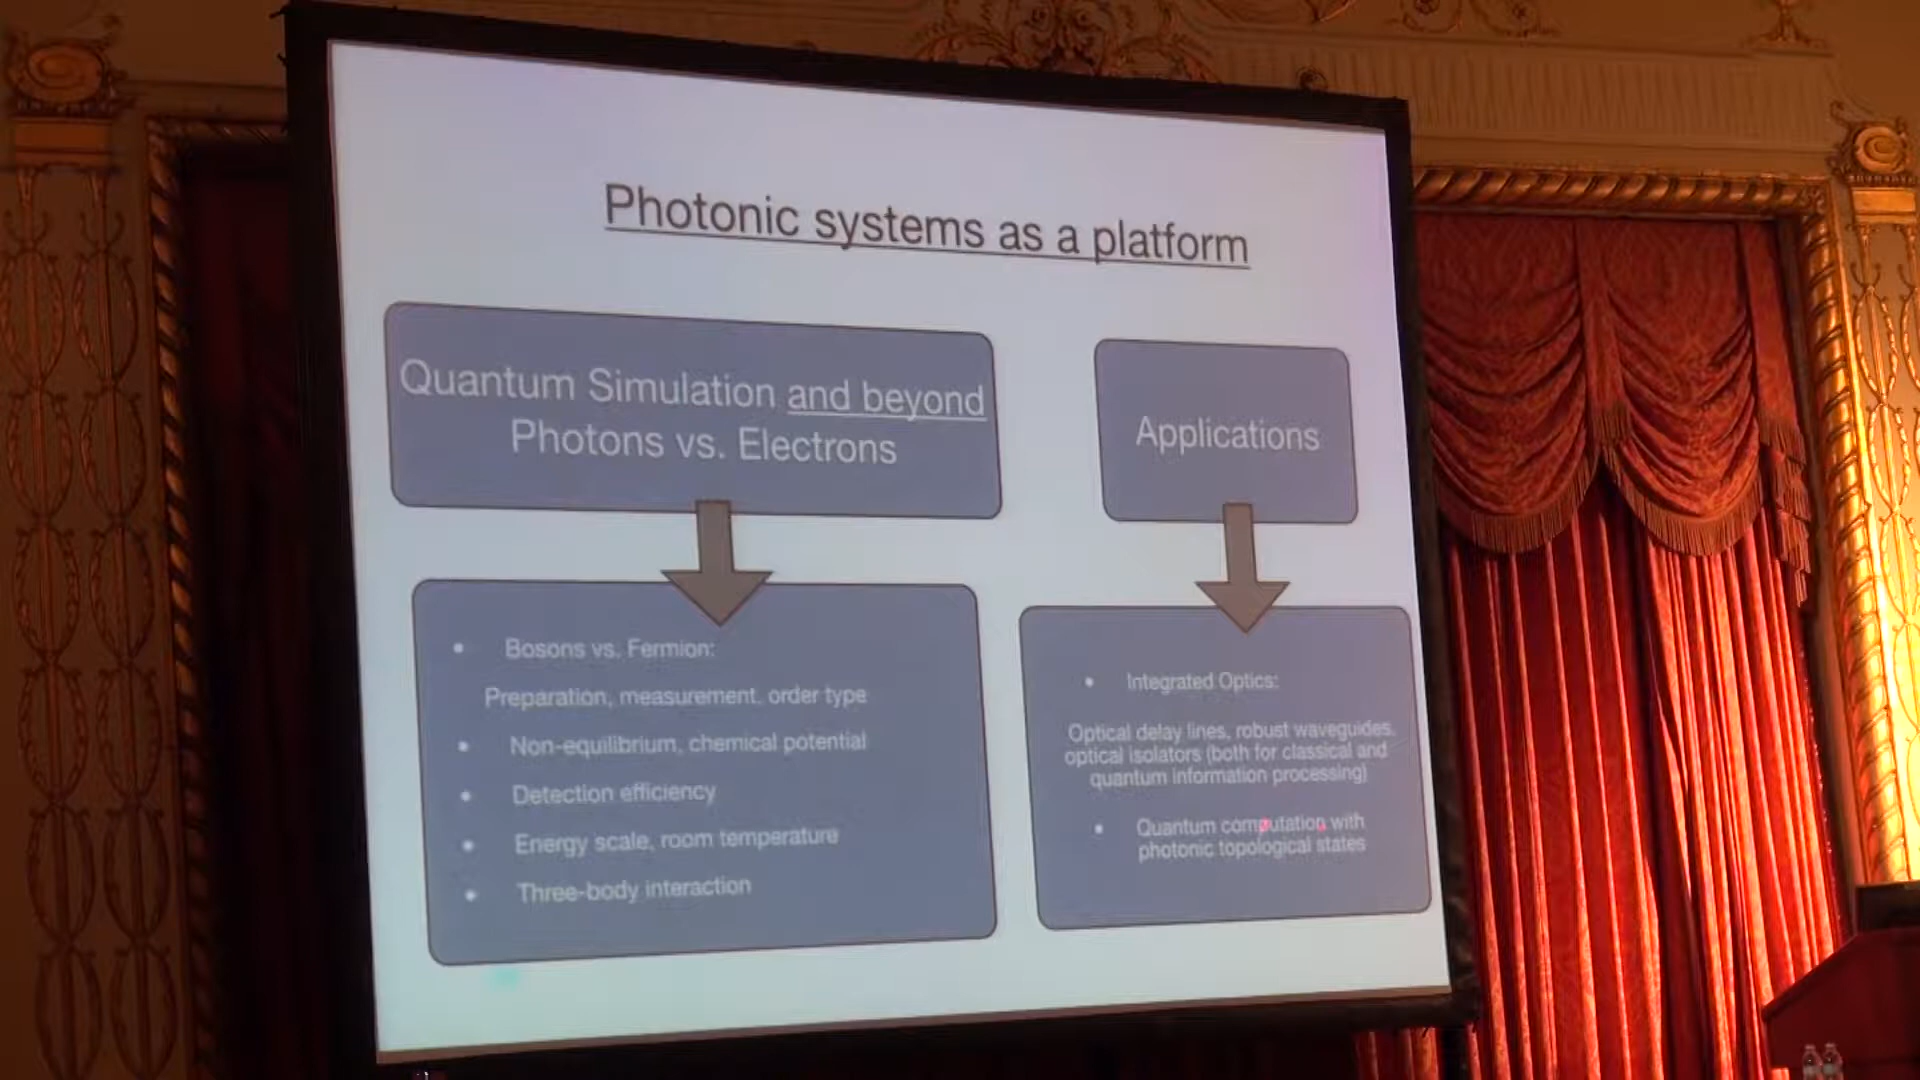 Photonic systems as a platform
Quantum Simulation and beyond
Photons vs. Electrons
Applications
• Bosons vs. Fermion:
Preparation, measurement, order type
• Non-equilibrium, chemical potential
• Detection efficiency
• Energy scale, room temperature
• Three-body interaction
• Integrated Optics:
Optical delay lines, robust waveguides,
optical isolators (both for classical and
quantum information processing)
• Quantum computation with
photonic topological states